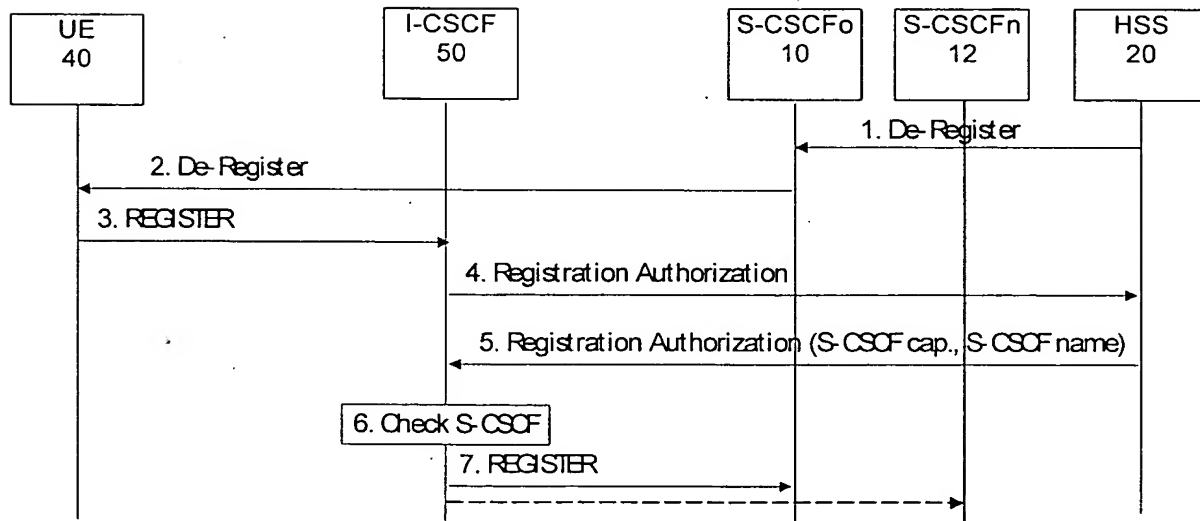 UE
40
I-CSCF
50
S-CSCFo
10
S-CSCFn
12
HSS
20
1. De-Register
2. De-Register
3. REGISTER
4. Registration Authorization
5. Registration Authorization (S-CSCF cap., S-CSCF name)
6. Check S-CSCF
7. REGISTER